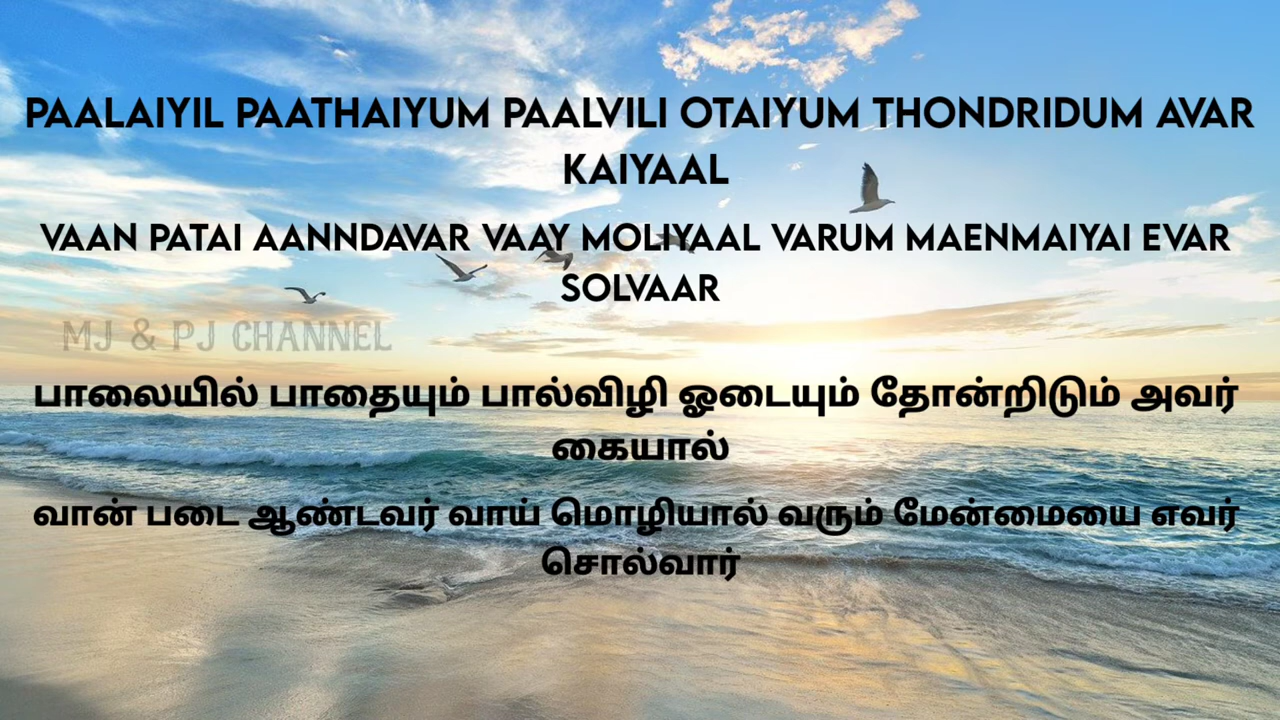 PAALAIYIL PAATHAIYUM PAALVILI OTAIYUM THONDRIDUM AVAR
KAIYAAL
VAAN PATAI AANNDAVAR VAAY MOLIYAAL VARUM MAENMAIYAI EVAR
SOLVAAR
MJ & PJ CHANNEL
பாலையில் பாதையும் பால்விழி ஓடையும் தோன்றிடும் அவர்
கையால்
வான் படை ஆண்டவர் வாய் மொழியால் வரும் மேன்மையை எவர்
சொல்வார்